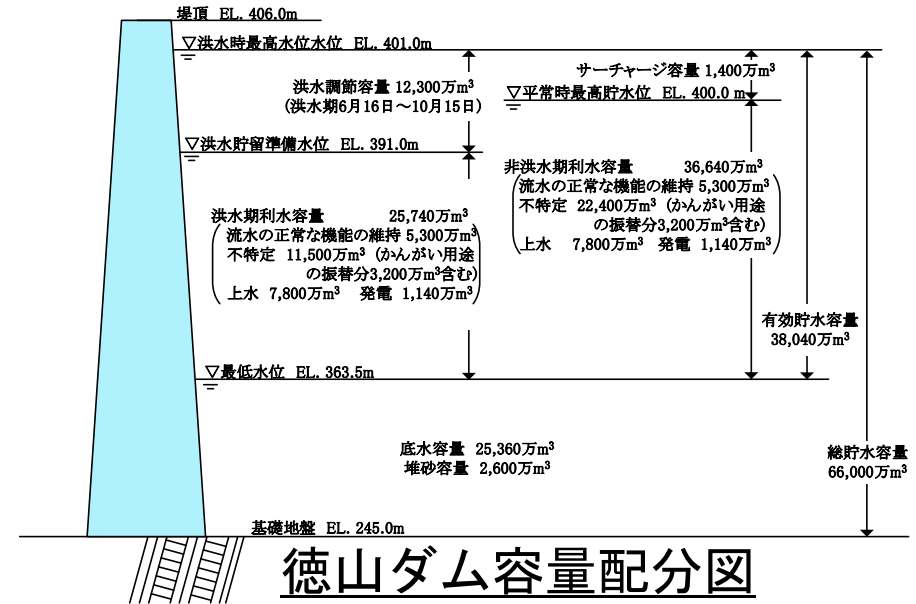 堤頂 EL. 406.0m
▽洪水時最高水位水位 EL. 401.0m
洪水調節容量 12,300万m³
(洪水期6月16日～10月15日)
サーチャージ容量 1,400万m³
▽平常時最高貯水位 EL. 400.0 m
▽洪水貯留準備水位 EL. 391.0m
非洪水期利水容量 36,640万m³
流水の正常な機能の維持 5,300万m³
不特定 22,400万m³ (かんがい用途
の振替分3,200万m³含む)
上水 7,800万m³ 発電 1,140万m³
洪水期利水容量 25,740万m³
流水の正常な機能の維持 5,300万m³
不特定 11,500万m³ (かんがい用途
の振替分3,200万m³含む)
上水 7,800万m³ 発電 1,140万m³
有効貯水容量
38,040万m³
▽最低水位 EL. 363.5m
底水容量 25,360万m³
堆砂容量 2,600万m³
総貯水容量
66,000万m³
基礎地盤 EL. 245.0m
徳山ダム容量配分図